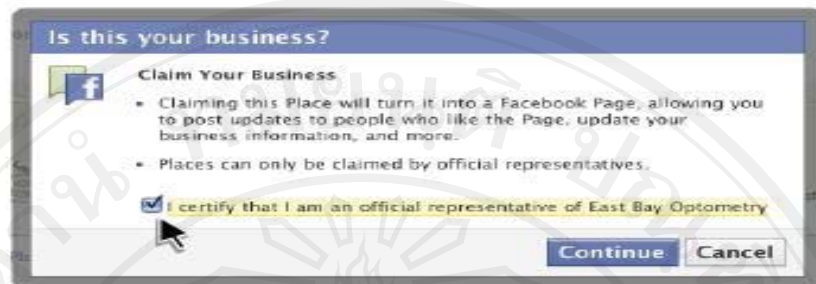 Is this your business?
Claim Your Business
• Claiming this Place will turn it into a Facebook Page, allowing you
to post updates to people who like the Page, update your
business information, and more.
• Places can only be claimed by official representatives.
I certify that I am an official representative of East Bay Optometry
Continue Cancel